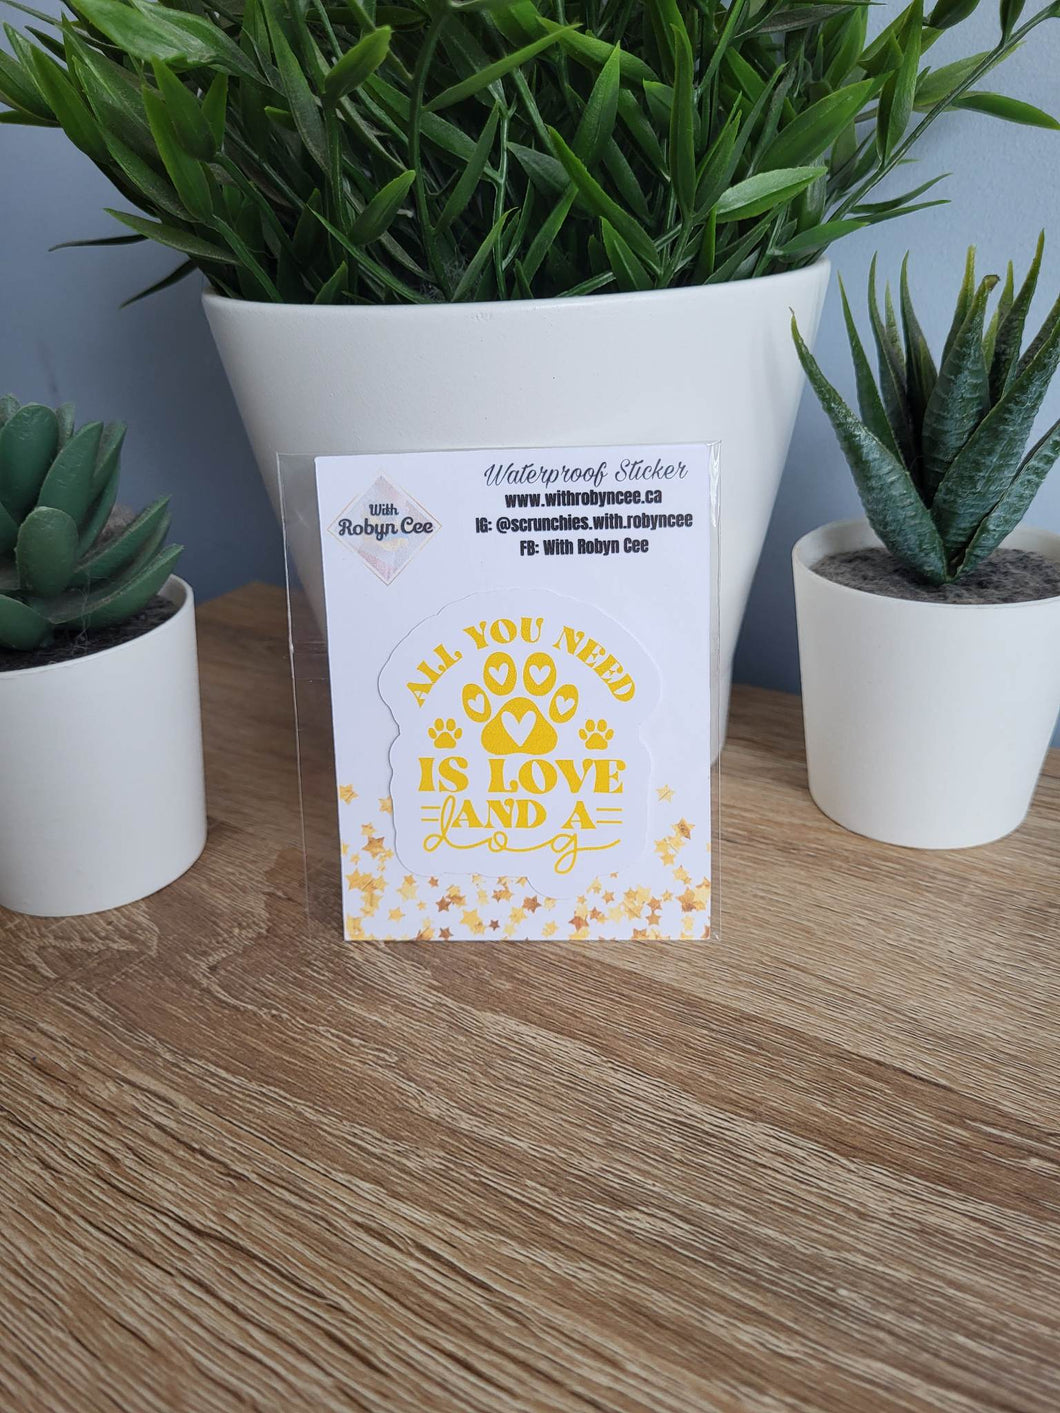 With
Robyn Cee
Waterproof Sticker
www.withrobyncee.ca
IG: @scrunchies.with.robyncee
FB: With Robyn Cee
ALL YOU NEED
IS LOVE
AND A
dog